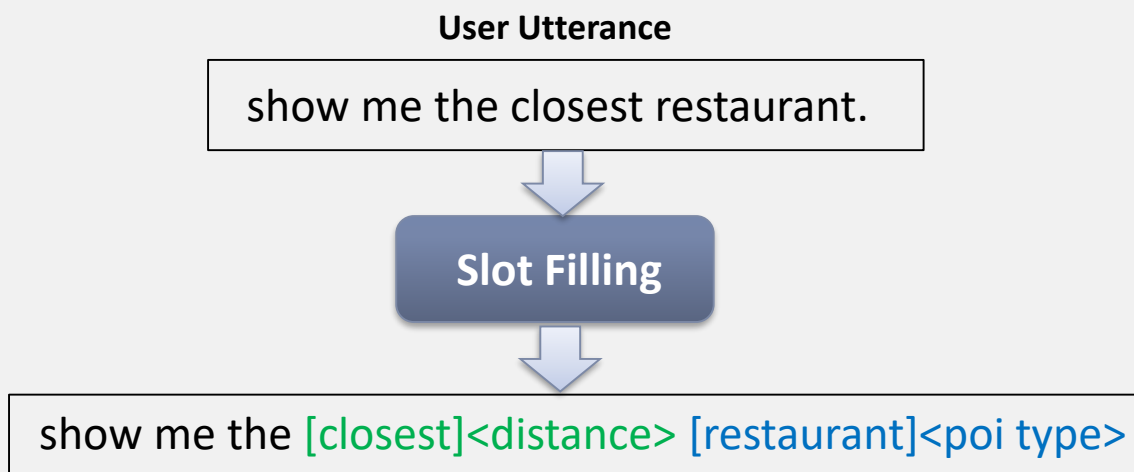 User Utterance
show me the closest restaurant.
Slot Filling
show me the [closest]<distance> [restaurant]<poi type>